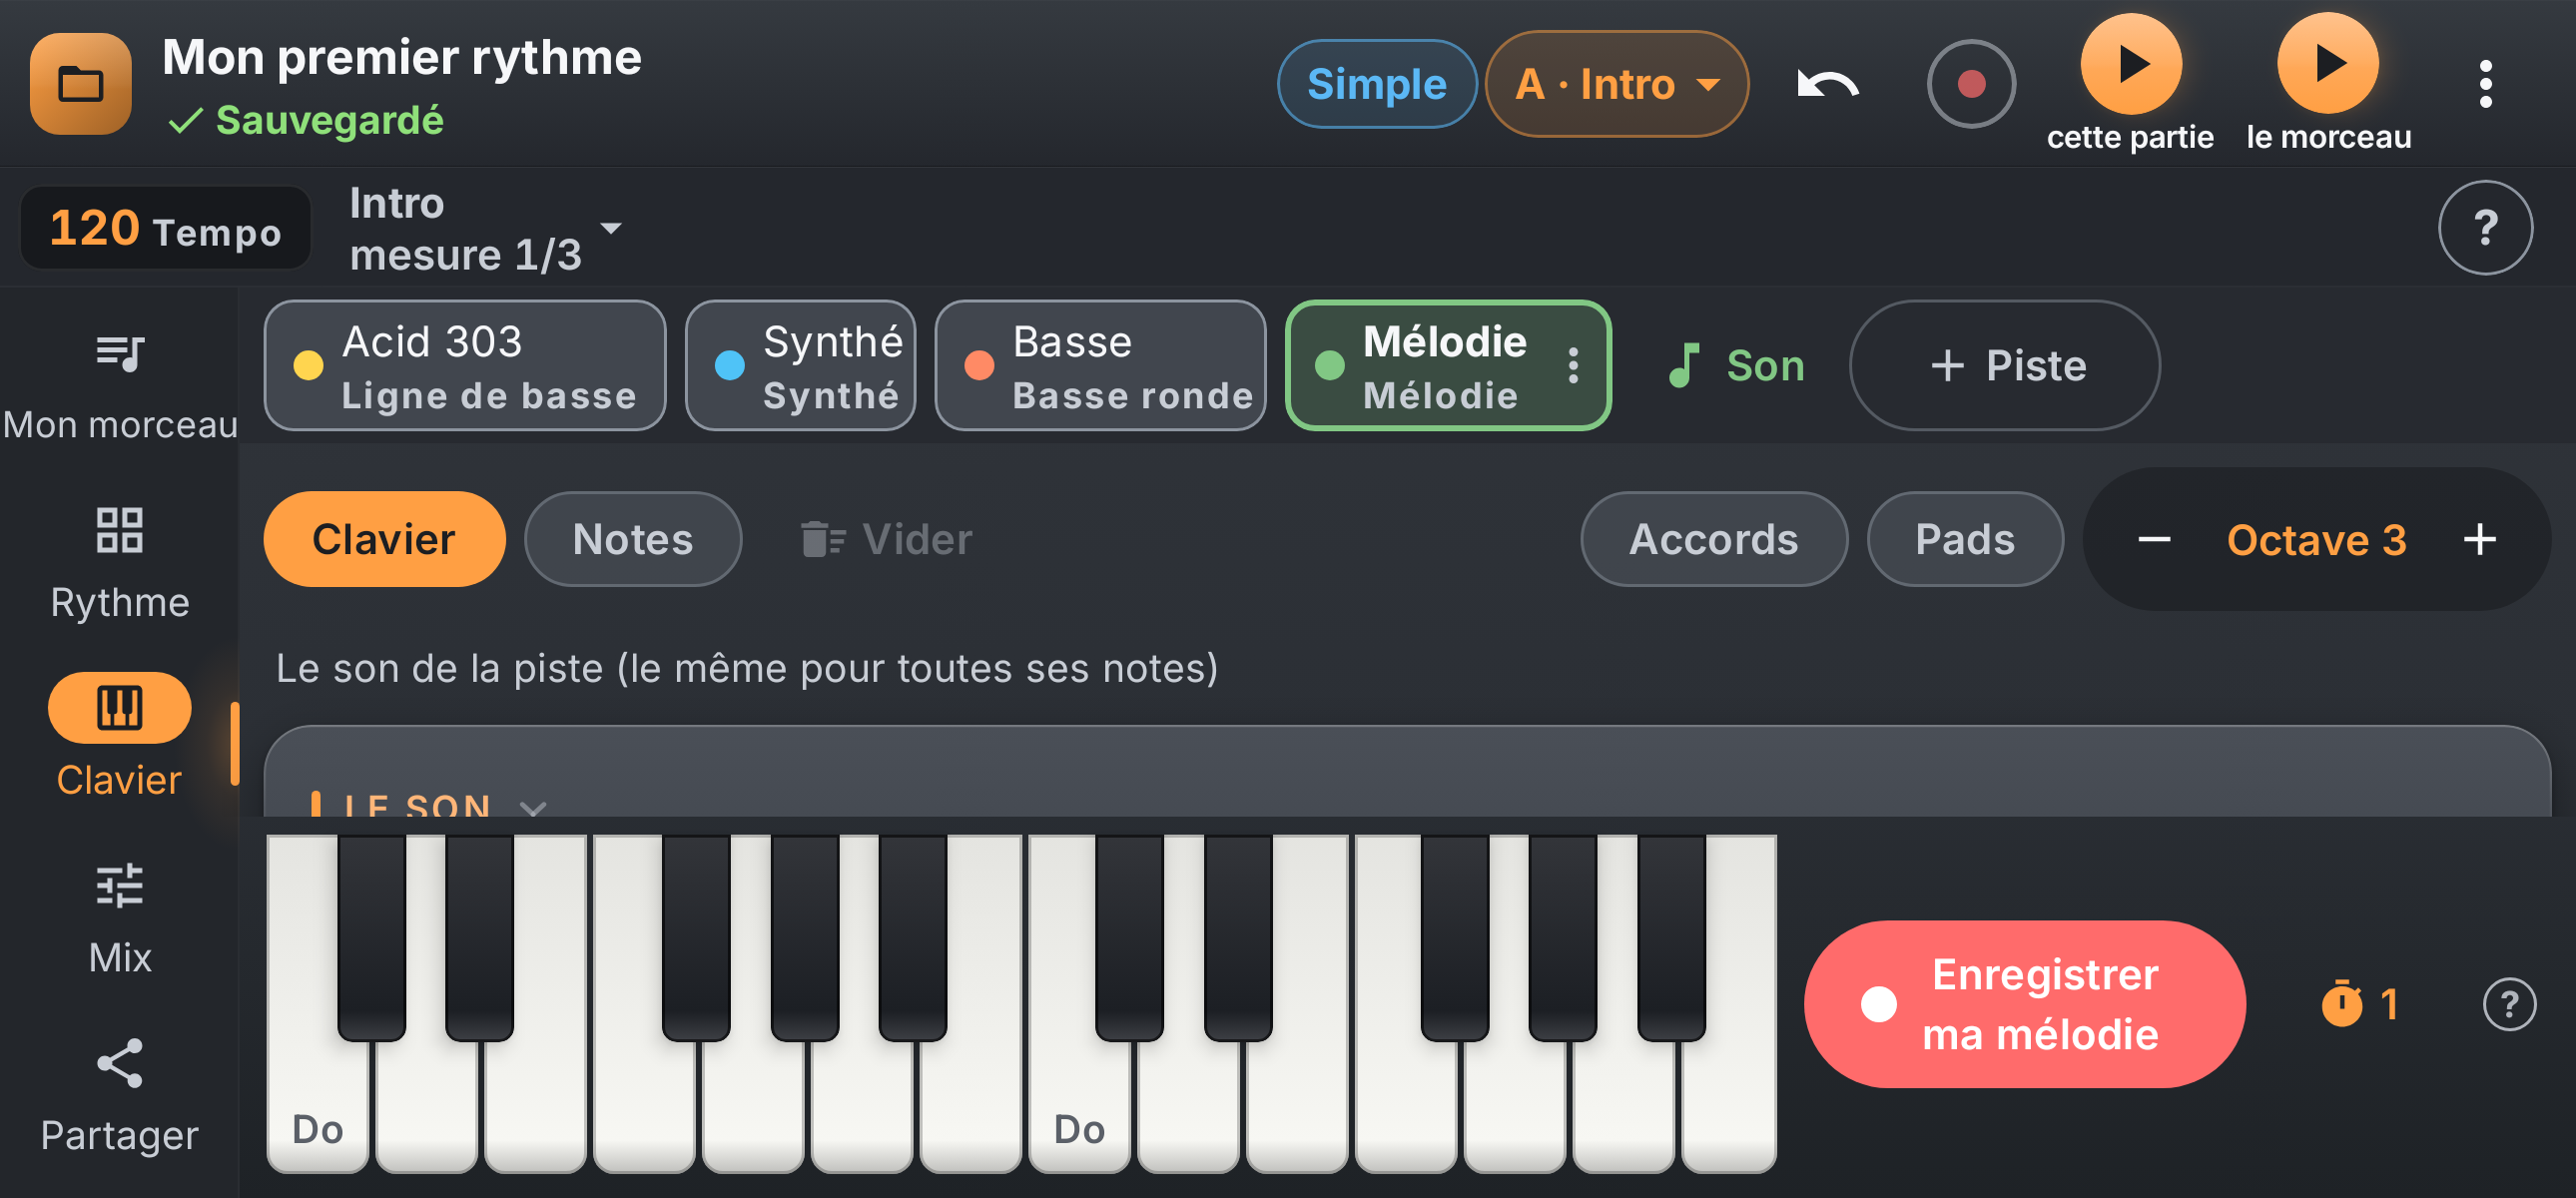 Mon premier rythme
Sauvegardé
Simple
A · Intro
cette partie
le morceau
120 Tempo
Intro
mesure 1/3
?
Mon morceau
Rythme
Clavier
Mix
Partager
Acid 303
Ligne de basse
Synthé
Synthé
Basse
Basse ronde
Mélodie
Mélodie
Son
+ Piste
Clavier
Notes
Vider
Accords
Pads
− Octave 3 +
Le son de la piste (le même pour toutes ses notes)
LE SON
Do
Do
Enregistrer
ma mélodie
1
?